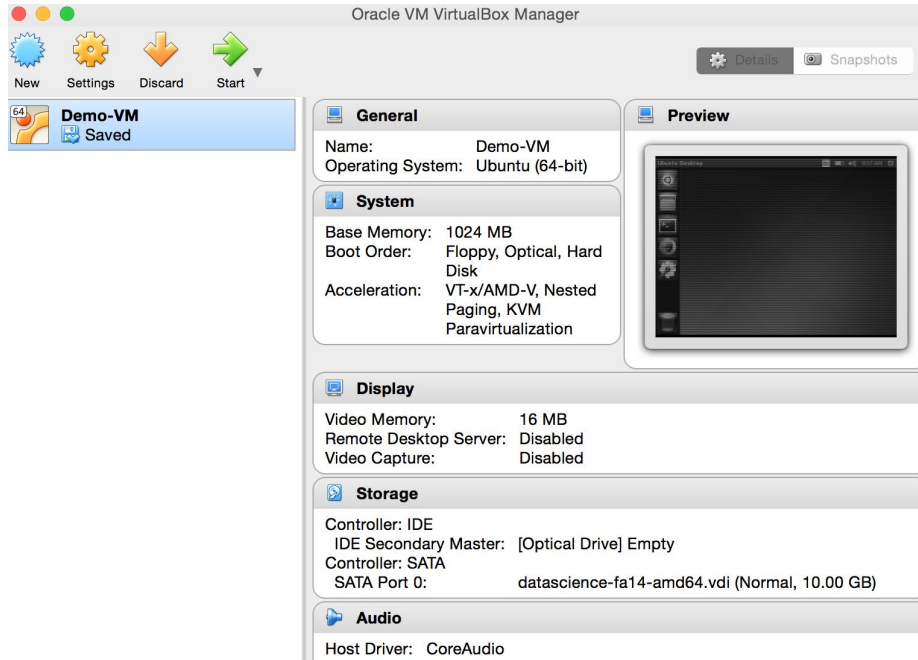 Oracle VM VirtualBox Manager
New
Settings
Discard
Start
Details
Snapshots
64
Demo-VM
Saved
General
Name: Demo-VM
Operating System: Ubuntu (64-bit)
System
Base Memory: 1024 MB
Boot Order: Floppy, Optical, Hard
Disk
Acceleration: VT-x/AMD-V, Nested
Paging, KVM
Paravirtualization
Preview
Ubuntu Desktop
Display
Video Memory: 16 MB
Remote Desktop Server: Disabled
Video Capture: Disabled
Storage
Controller: IDE
IDE Secondary Master: [Optical Drive] Empty
Controller: SATA
SATA Port 0: datascience-fa14-amd64.vdi (Normal, 10.00 GB)
Audio
Host Driver: CoreAudio